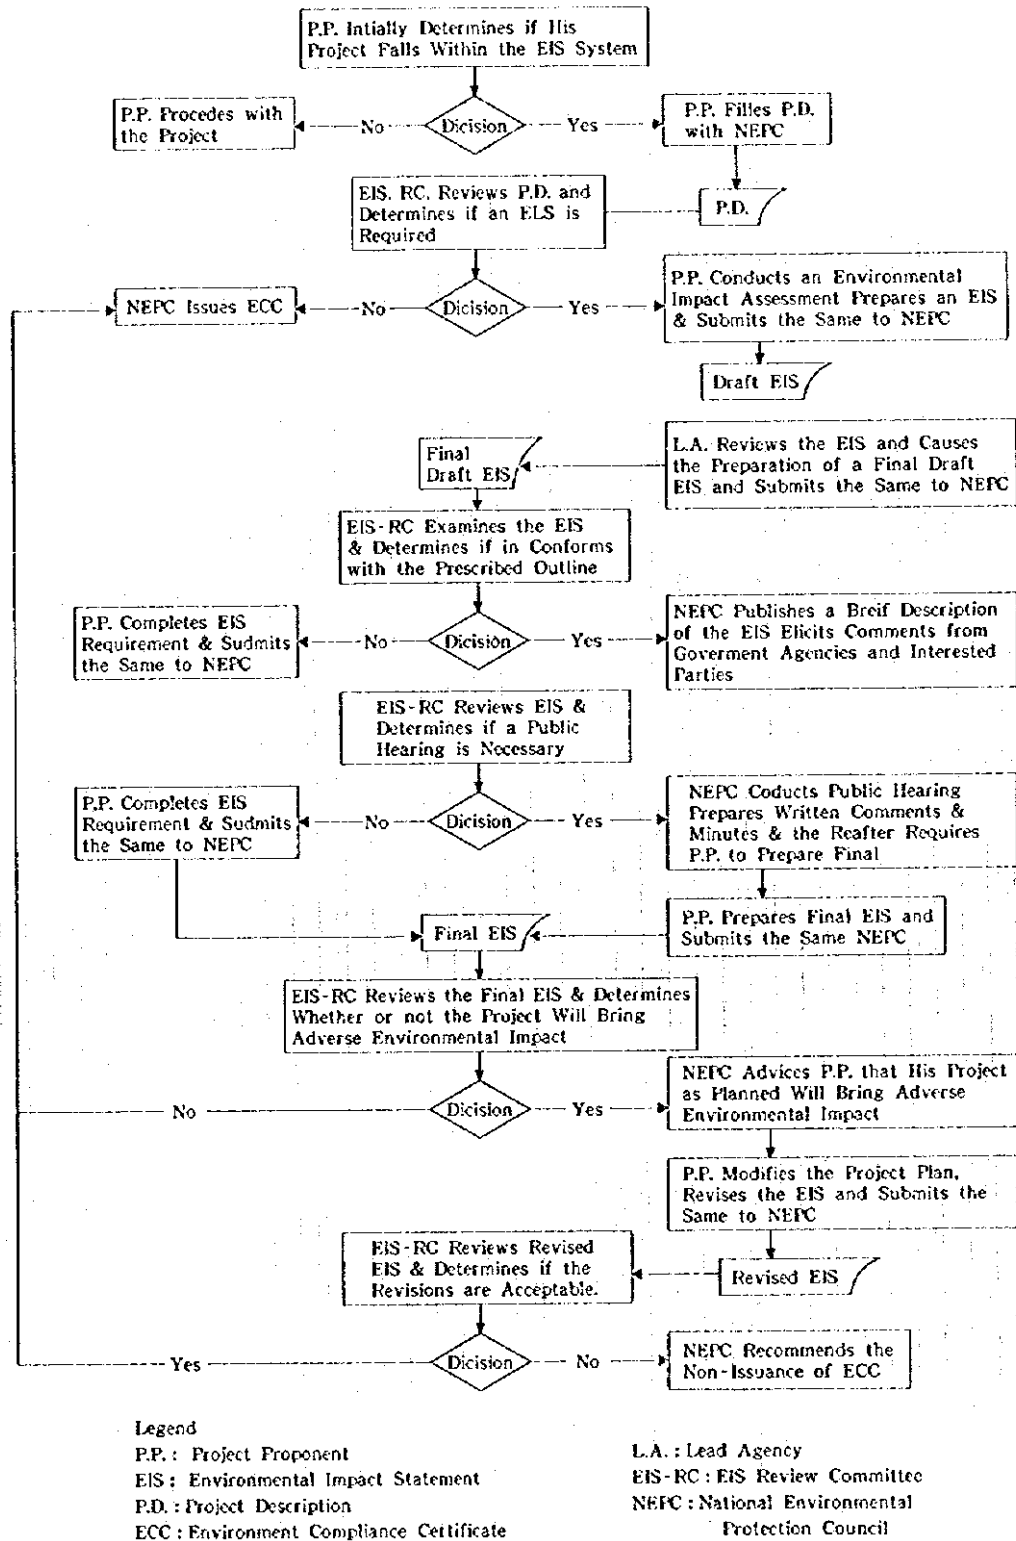 P.P. Intially Determines if His
Project Falls Within the EIS System
P.P. Procedes with
the Project
No
Dicision
Yes
P.P. Filles P.D.
with NEPC
EIS. RC. Reviews P.D. and
Determines if an ELS is
Required
P.D.
NEPC Issues ECC
No
Dicision
Yes
P.P. Conducts an Environmental
Impact Assessment Prepares an EIS
& Submits the Same to NEPC
Draft EIS
Final
Draft EIS
L.A. Reviews the EIS and Causes
the Preparation of a Final Draft
EIS and Submits the Same to NEPC
EIS-RC Examines the EIS
& Determines if in Conforms
with the Prescribed Outline
P.P. Completes EIS
Requirement & Sudmits
the Same to NEPC
No
Dicision
Yes
NEPC Publishes a Breif Description
of the EIS Elicits Comments from
Goverment Agencies and Interested
Parties
EIS-RC Reviews EIS &
Determines if a Public
Hearing is Necessary
P.P. Completes EIS
Requirement & Sudmits
the Same to NEPC
No
Dicision
Yes
NEPC Coducts Public Hearing
Prepares Written Comments &
Minutes & the Reafter Requires
P.P. to Prepare Final
Final EIS
P.P. Prepares Final EIS and
Submits the Same NEPC
EIS-RC Reviews the Final EIS & Determines
Whether or not the Project Will Bring
Adverse Environmental Impact
No
Dicision
Yes
NEPC Advices P.P. that His Project
as Planned Will Bring Adverse
Environmental Impact
P.P. Modifies the Project Plan,
Revises the EIS and Submits the
Same to NEPC
EIS-RC Reviews Revised
EIS & Determines if the
Revisions are Acceptable.
Revised EIS
Yes
Dicision
No
NEPC Recommends the
Non-Issuance of ECC
Legend
P.P. : Project Proponent
EIS : Environmental Impact Statement
P.D. : Project Description
ECC : Environment Compliance Certificate
L.A. : Lead Agency
EIS-RC : EIS Review Committee
NEPC : National Environmental
Protection Council